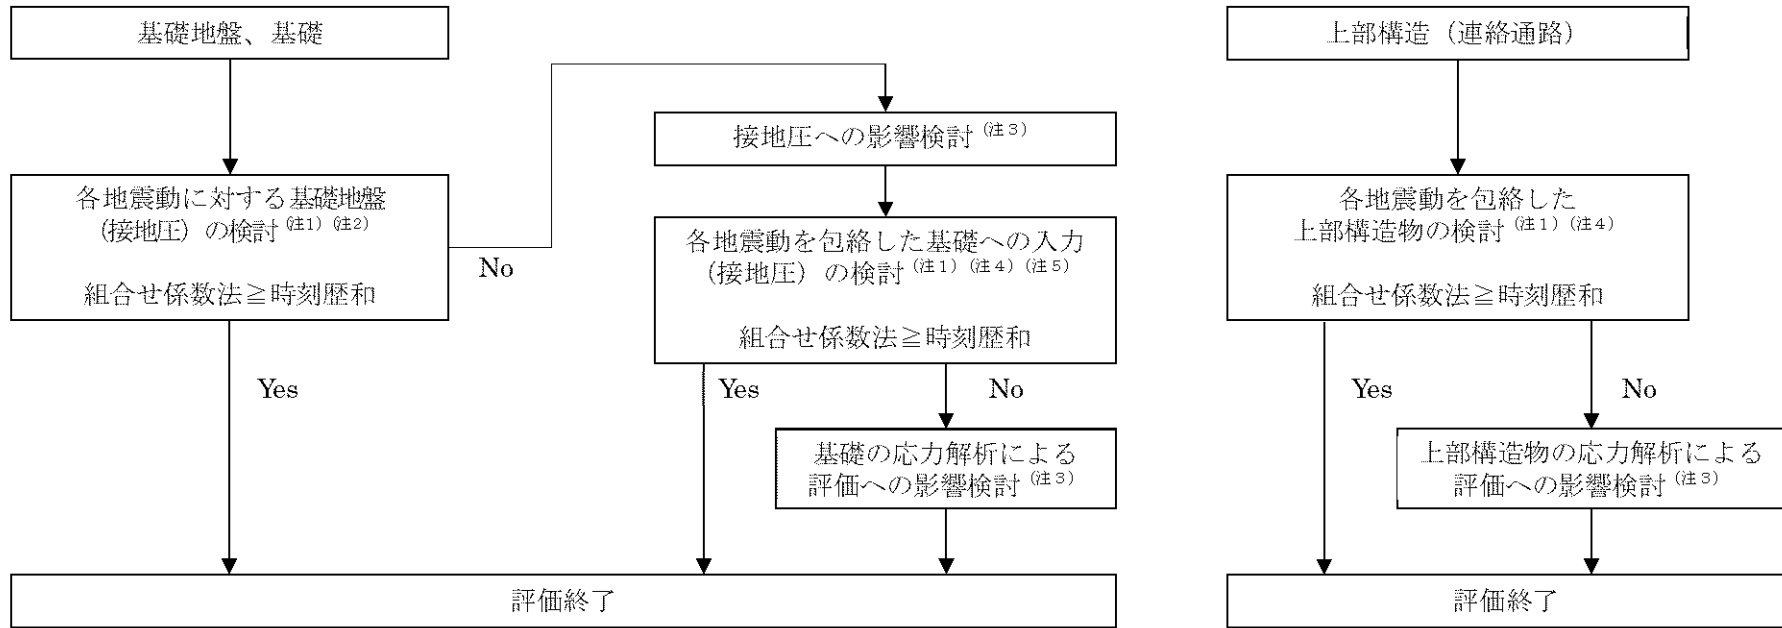 基礎地盤、基礎
各地震動に対する基礎地盤
(接地圧)の検討(注1)(注2)
組合せ係数法≧時刻歴和
No
Yes
接地圧への影響検討(注3)
各地震動を包絡した基礎への入力
(接地圧)の検討(注1)(注4)(注5)
組合せ係数法≧時刻歴和
Yes
No
基礎の応力解析による
評価への影響検討(注3)
評価終了
上部構造(連絡通路)
各地震動を包絡した
上部構造物の検討(注1)(注4)
組合せ係数法≧時刻歴和
Yes
No
上部構造物の応力解析による
評価への影響検討(注3)
評価終了